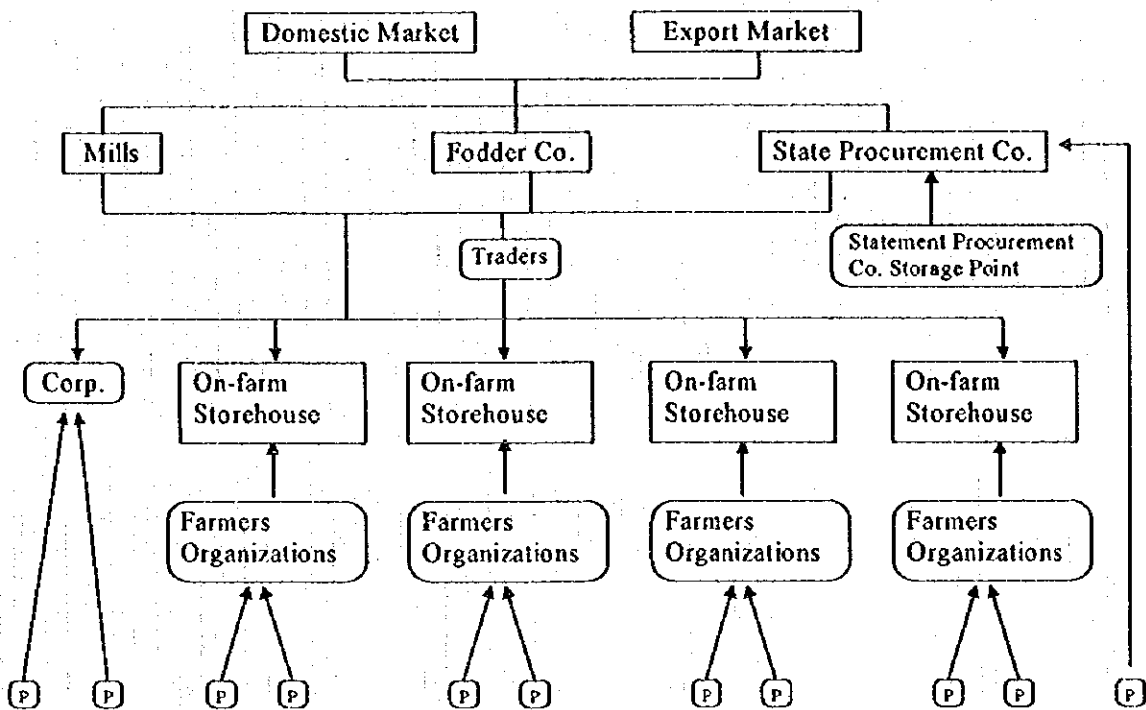 Domestic Market
Export Market
Mills
Fodder Co.
State Procurement Co.
Traders
Statement Procurement
Co. Storage Point
Corp.
On-farm
Storehouse
On-farm
Storehouse
On-farm
Storehouse
On-farm
Storehouse
Farmers
Organizations
Farmers
Organizations
Farmers
Organizations
Farmers
Organizations
P
P
P
P
P
P
P
P
P
P
P